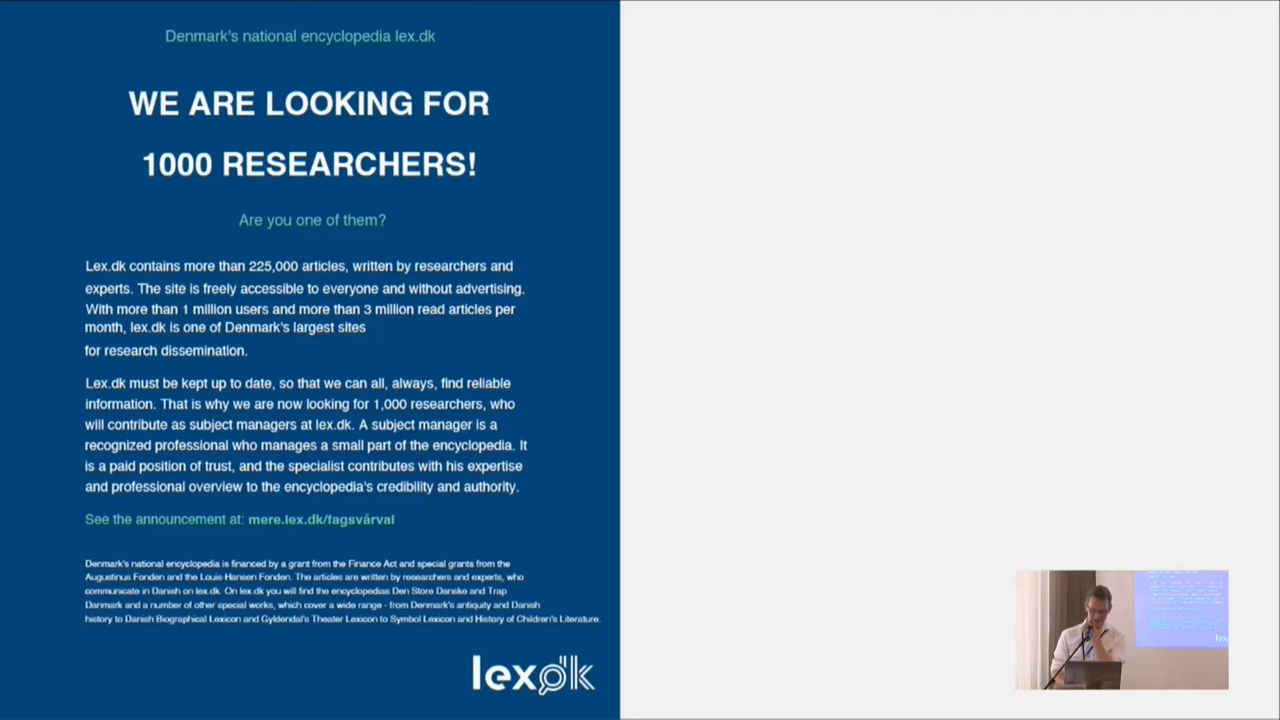 Denmark's national encyclopedia lex.dk
WE ARE LOOKING FOR
1000 RESEARCHERS!
Are you one of them?
Lex.dk contains more than 225,000 articles, written by researchers and
experts. The site is freely accessible to everyone and without advertising.
With more than 1 million users and more than 3 million read articles per
month, lex.dk is one of Denmark's largest sites
for research dissemination.
Lex.dk must be kept up to date, so that we can all, always, find reliable
information. That is why we are now looking for 1,000 researchers, who
will contribute as subject managers at lex.dk. A subject manager is a
recognized professional who manages a small part of the encyclopedia. It
is a paid position of trust, and the specialist contributes with his expertise
and professional overview to the encyclopedia's credibility and authority.
See the announcement at: mere.lex.dk/fagsvårval
Denmark's national encyclopedia is financed by a grant from the Finance Act and special grants from the
Augustinus Fonden and the Louis-Hansen Fonden. The articles are written by researchers and experts, who
communicate in Danish on lex.dk. On lex.dk you will find the encyclopedias Den Store Danske and Trap
Danmark and a number of other special works, which cover a wide range - from Denmark's antiquity and Danish
history to Danish Biographical Lexicon and Gyldendal's Theater Lexicon to Symbol Lexicon and History of Children's Literature.
lexdk